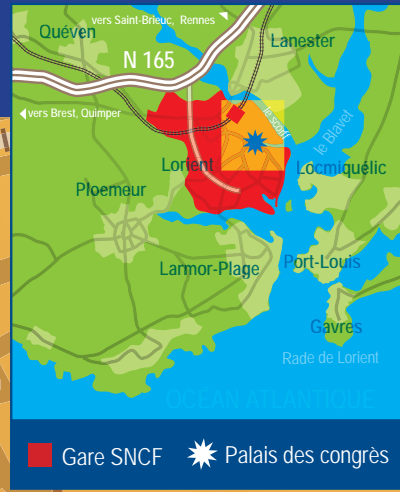 vers Saint-Brieuc, Rennes
Quéven
Lanester
N 165
le scorff
vers Brest, Quimper
le Blavet
Lorient
Locmiquélic
Ploemeur
Larmor-Plage
Port-Louis
Gavres
Rade de Lorient
OCÉAN ATLANTIQUE
Gare SNCF
Palais des congrès